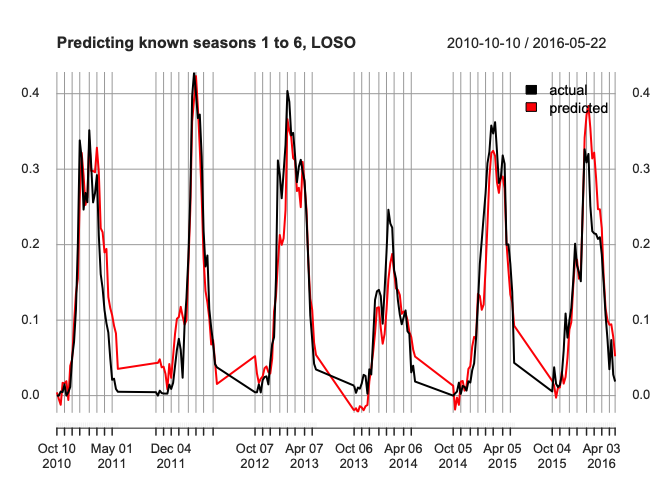 Predicting known seasons 1 to 6, LOSO 2010-10-10 / 2016-05-22
0.4 0.4
actual
predicted
0.3 0.3
0.2 0.2
0.1 0.1
0.0 0.0
Oct 10 May 01 Dec 04 Oct 07 Apr 07 Oct 06 Apr 06 Oct 05 Apr 05 Oct 04 Apr 03
2010 2011 2011 2012 2013 2013 2014 2014 2015 2015 2016